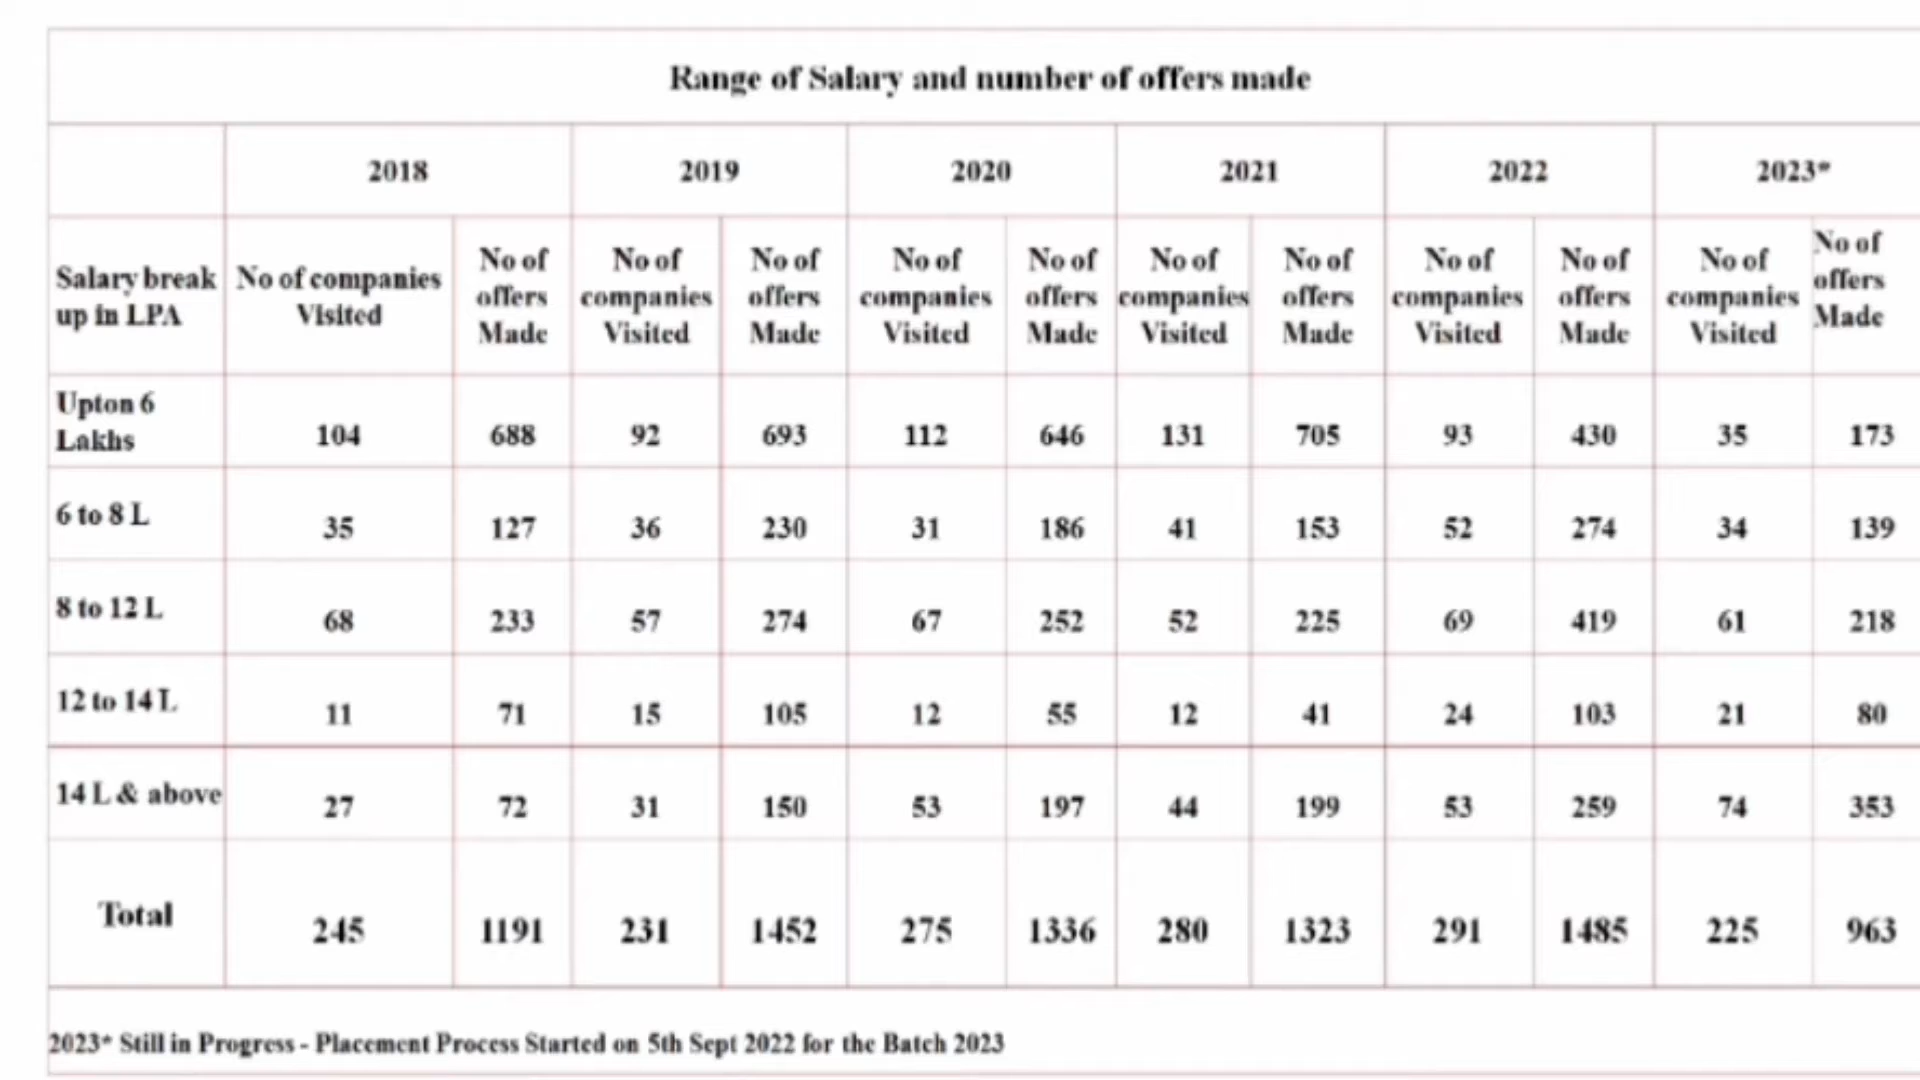 Range of Salary and number of offers made
2018 2019 2020 2021 2022 2023*
Salary break up in LPA No of companies Visited No of offers Made No of companies Visited No of offers Made No of companies Visited No of offers Made No of companies Visited No of offers Made No of companies Visited No of offers Made No of companies Visited No of offers Made
Upton 6 Lakhs 104 688 92 693 112 646 131 705 93 430 35 173
6 to 8 L 35 127 36 230 31 186 41 153 52 274 34 139
8 to 12 L 68 233 57 274 67 252 52 225 69 419 61 218
12 to 14 L 11 71 15 105 12 55 12 41 24 103 21 80
14 L & above 27 72 31 150 53 197 44 199 53 259 74 353
Total 245 1191 231 1452 275 1336 280 1323 291 1485 225 963
2023* Still in Progress - Placement Process Started on 5th Sept 2022 for the Batch 2023